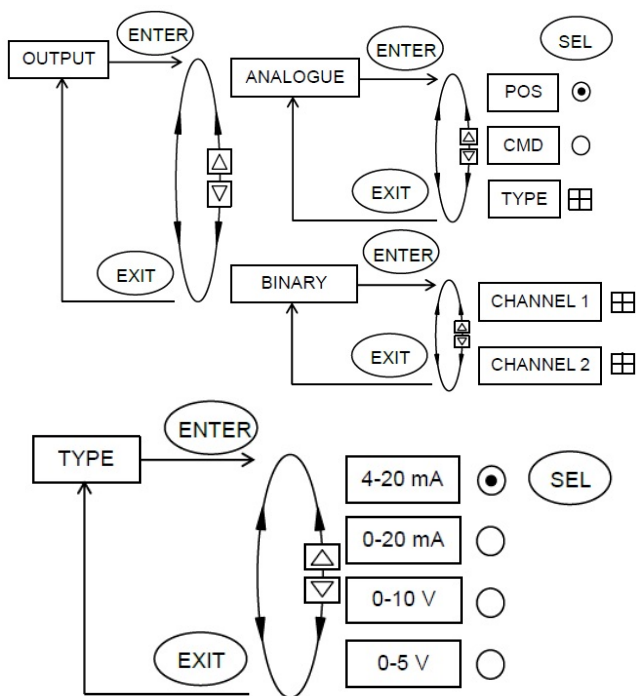 ENTER
OUTPUT
EXIT
ENTER
ANALOGUE
EXIT
SEL
POS
CMD
TYPE
ENTER
BINARY
EXIT
CHANNEL 1
CHANNEL 2
ENTER
TYPE
EXIT
4-20 mA
SEL
0-20 mA
0-10 V
0-5 V